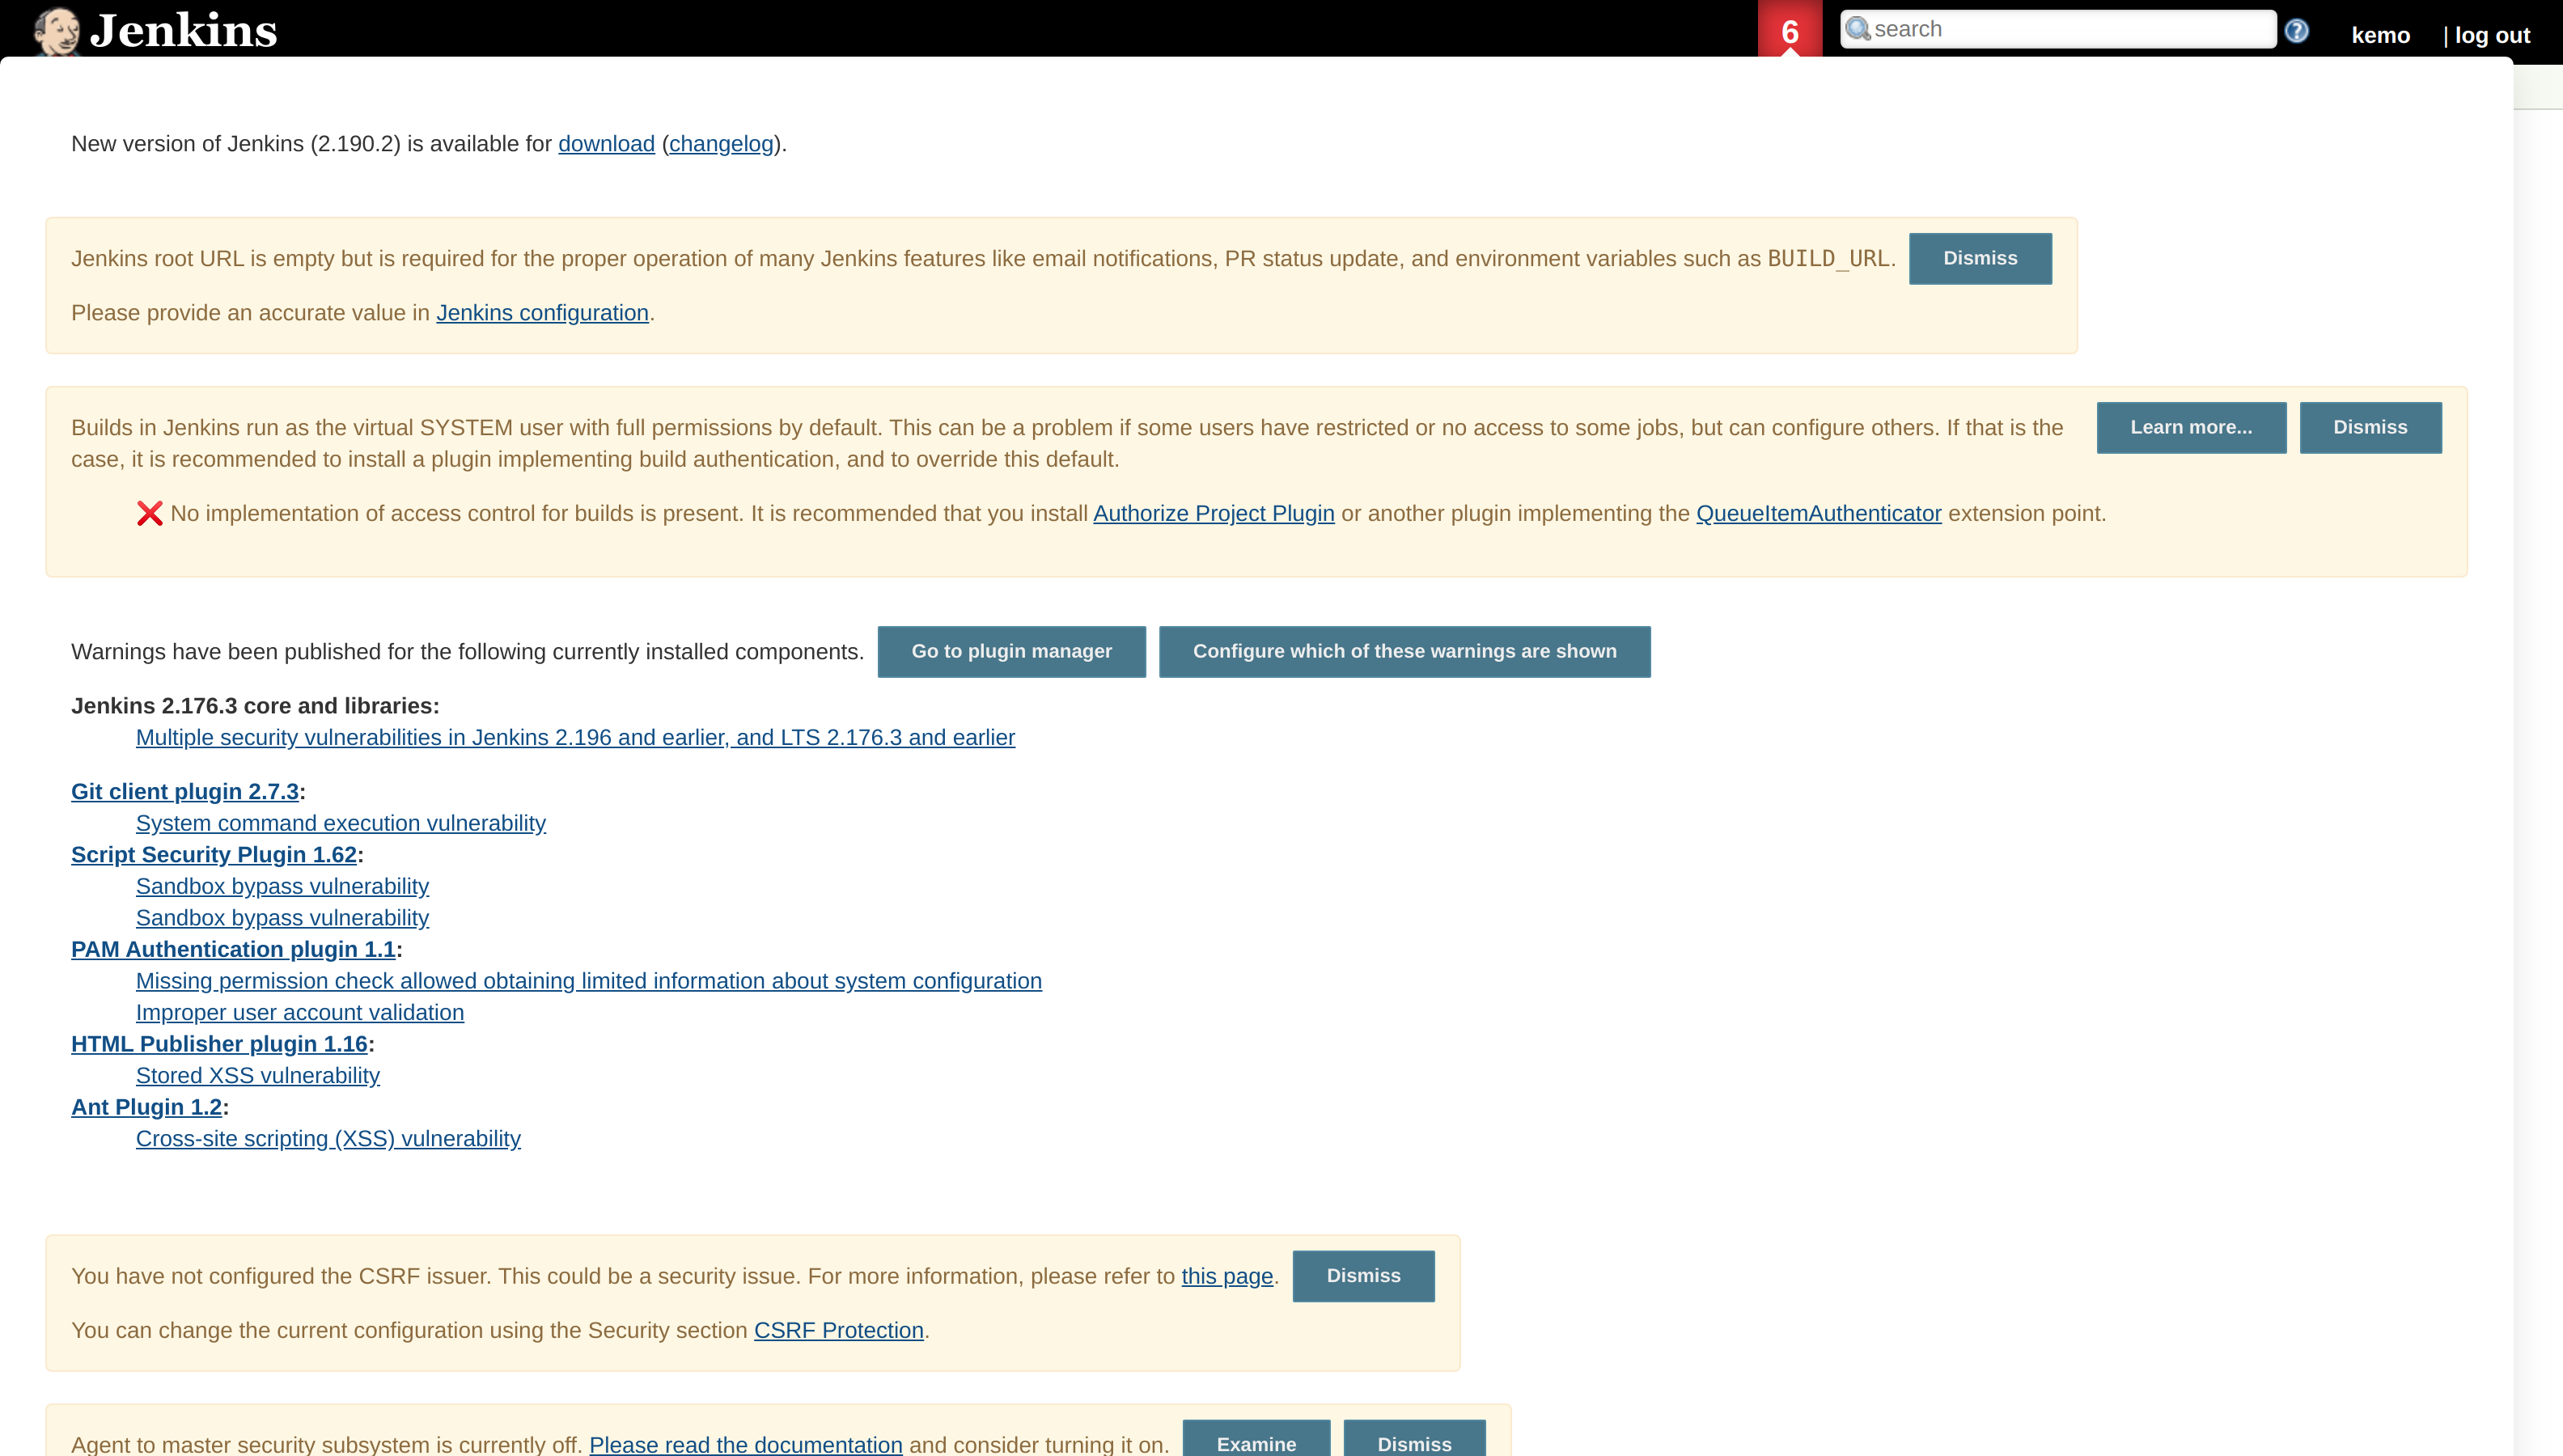 Jenkins
6
search
kemo | log out
New version of Jenkins (2.190.2) is available for download (changelog).
Jenkins root URL is empty but is required for the proper operation of many Jenkins features like email notifications, PR status update, and environment variables such as BUILD_URL. Dismiss
Please provide an accurate value in Jenkins configuration.
Builds in Jenkins run as the virtual SYSTEM user with full permissions by default. This can be a problem if some users have restricted or no access to some jobs, but can configure others. If that is the
case, it is recommended to install a plugin implementing build authentication, and to override this default.
Learn more... Dismiss
No implementation of access control for builds is present. It is recommended that you install Authorize Project Plugin or another plugin implementing the QueueItemAuthenticator extension point.
Warnings have been published for the following currently installed components. Go to plugin manager Configure which of these warnings are shown
Jenkins 2.176.3 core and libraries:
Multiple security vulnerabilities in Jenkins 2.196 and earlier, and LTS 2.176.3 and earlier
Git client plugin 2.7.3:
System command execution vulnerability
Script Security Plugin 1.62:
Sandbox bypass vulnerability
Sandbox bypass vulnerability
PAM Authentication plugin 1.1:
Missing permission check allowed obtaining limited information about system configuration
Improper user account validation
HTML Publisher plugin 1.16:
Stored XSS vulnerability
Ant Plugin 1.2:
Cross-site scripting (XSS) vulnerability
You have not configured the CSRF issuer. This could be a security issue. For more information, please refer to this page. Dismiss
You can change the current configuration using the Security section CSRF Protection.
Agent to master security subsystem is currently off. Please read the documentation and consider turning it on. Examine Dismiss